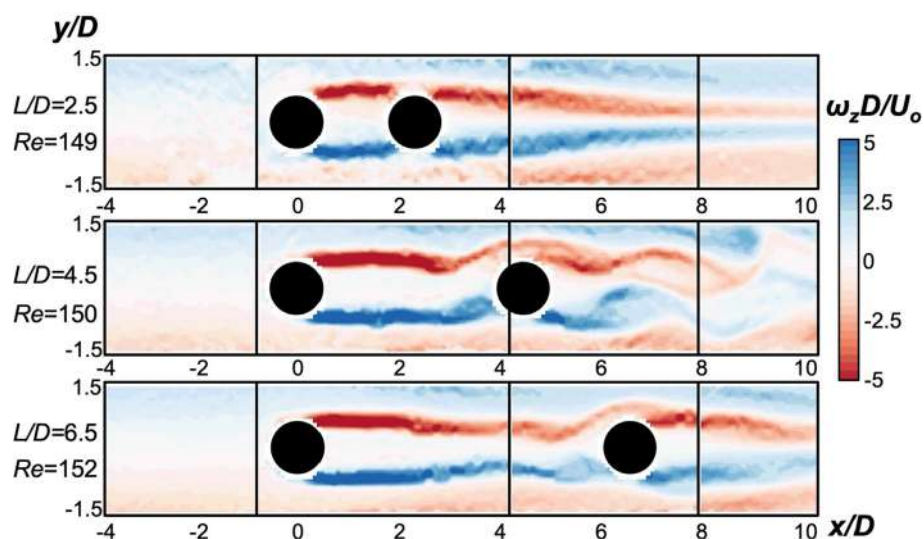 y/D
1.5
L/D=2.5
Re=149
-1.5
-4 -2 0 2 4 6 8 10
1.5
L/D=4.5
Re=150
-1.5
-4 -2 0 2 4 6 8 10
1.5
L/D=6.5
Re=152
-1.5
-4 -2 0 2 4 6 8 10 x/D
ω_zD/U_o
5
2.5
0
-2.5
-5